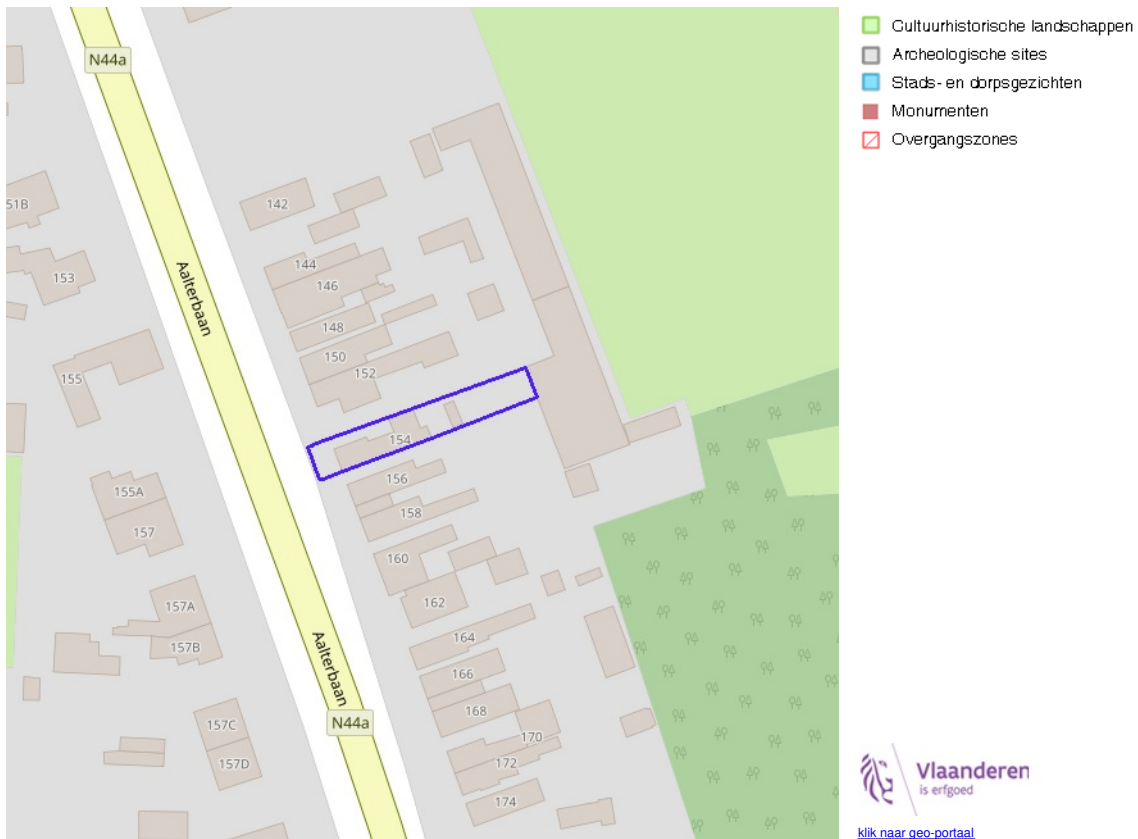 N44a
Cultuurhistorische landschappen
Archeologische sites
Stads- en dorpsgezichten
Monumenten
Overgangszones
142
51B
153
144
Aalterbaan
146
148
150
155
152
154
156
155A
158
157
160
157A
162
157B
164
Aalterbaan
166
168
N44a
157C
170
157D
172
174
Vlaanderen
is erfgoed
klik naar geo-portaal